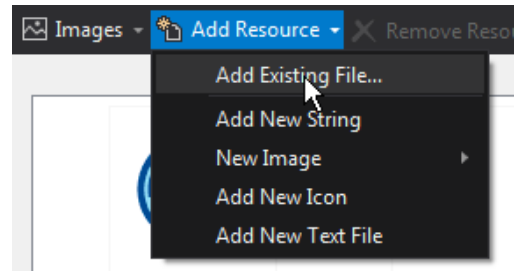 Images Add Resource Remove
Add Existing File...
Add New String
New Image
Add New Icon
Add New Text File